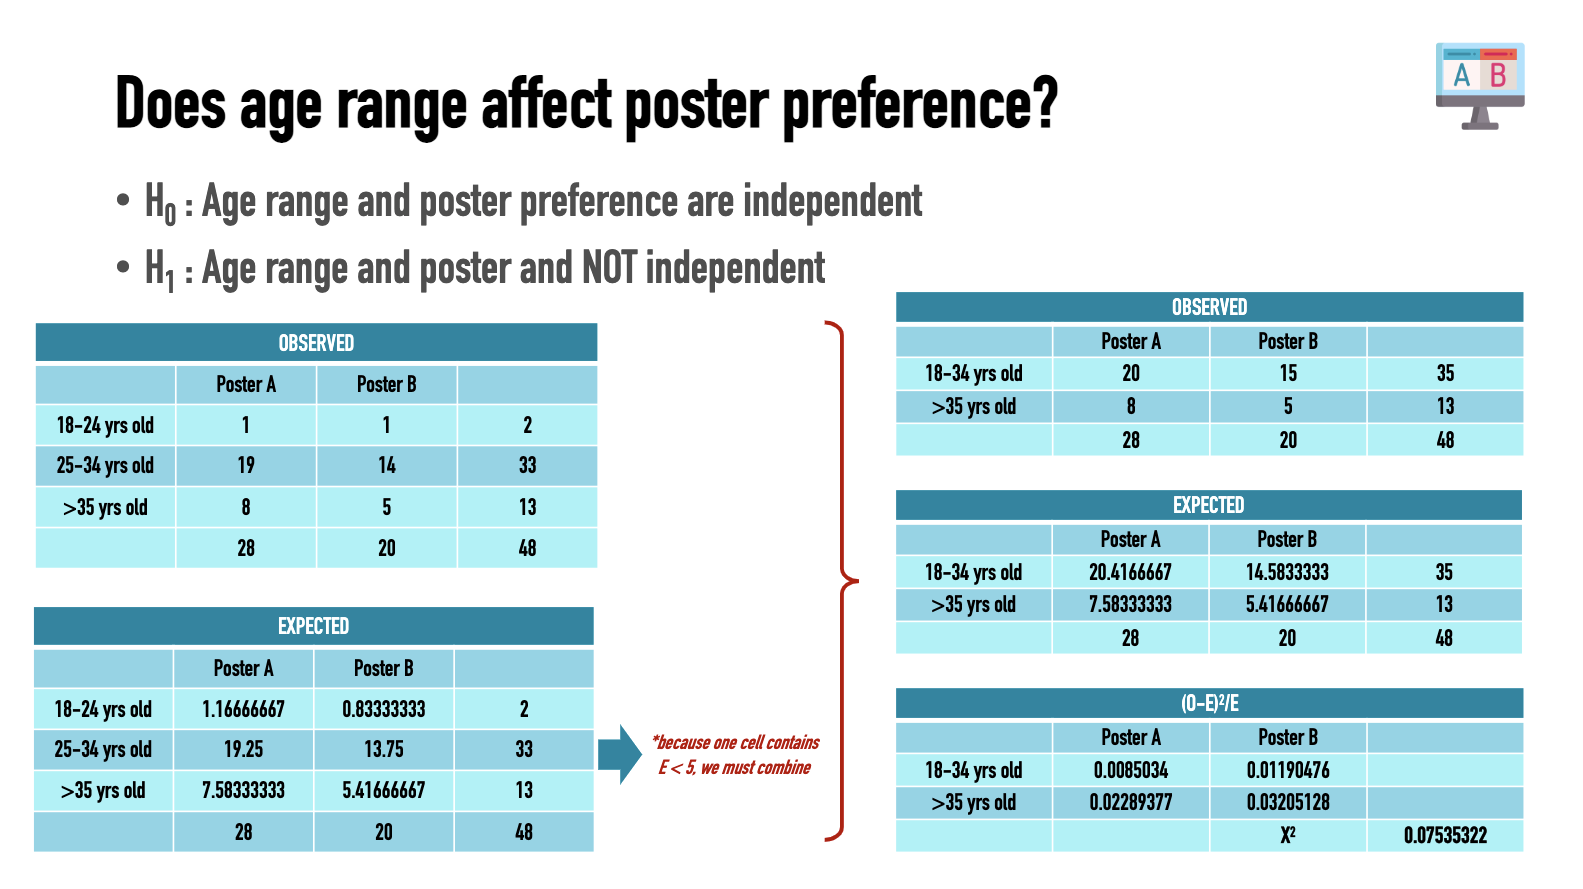 Does age range affect poster preference?
A B
• H0 : Age range and poster preference are independent
• H1 : Age range and poster and NOT independent
OBSERVED
Poster A Poster B
18-24 yrs old 1 1 2
25-34 yrs old 19 14 33
>35 yrs old 8 5 13
28 20 48
EXPECTED
Poster A Poster B
18-24 yrs old 1.16666667 0.83333333 2
25-34 yrs old 19.25 13.75 33
>35 yrs old 7.58333333 5.41666667 13
28 20 48
*because one cell contains
E < 5, we must combine
OBSERVED
Poster A Poster B
18-34 yrs old 20 15 35
>35 yrs old 8 5 13
28 20 48
EXPECTED
Poster A Poster B
18-34 yrs old 20.4166667 14.5833333 35
>35 yrs old 7.58333333 5.41666667 13
28 20 48
(O-E)²/E
Poster A Poster B
18-34 yrs old 0.0085034 0.01190476
>35 yrs old 0.02289377 0.03205128
X² 0.07535322